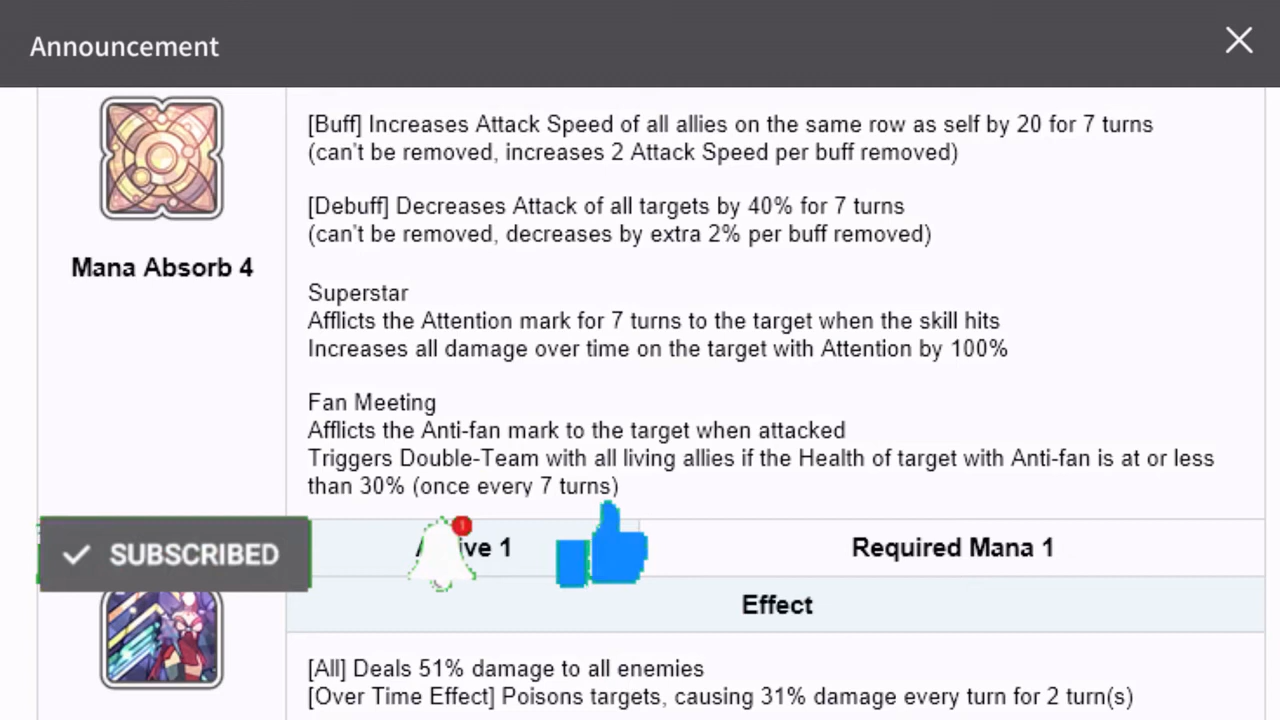 Announcement
[Buff] Increases Attack Speed of all allies on the same row as self by 20 for 7 turns
(can't be removed, increases 2 Attack Speed per buff removed)
[Debuff] Decreases Attack of all targets by 40% for 7 turns
(can't be removed, decreases by extra 2% per buff removed)
Mana Absorb 4
Superstar
Afflicts the Attention mark for 7 turns to the target when the skill hits
Increases all damage over time on the target with Attention by 100%
Fan Meeting
Afflicts the Anti-fan mark to the target when attacked
Triggers Double-Team with all living allies if the Health of target with Anti-fan is at or less
than 30% (once every 7 turns)
SUBSCRIBED
1
1
Required Mana 1
Effect
[All] Deals 51% damage to all enemies
[Over Time Effect] Poisons targets, causing 31% damage every turn for 2 turn(s)